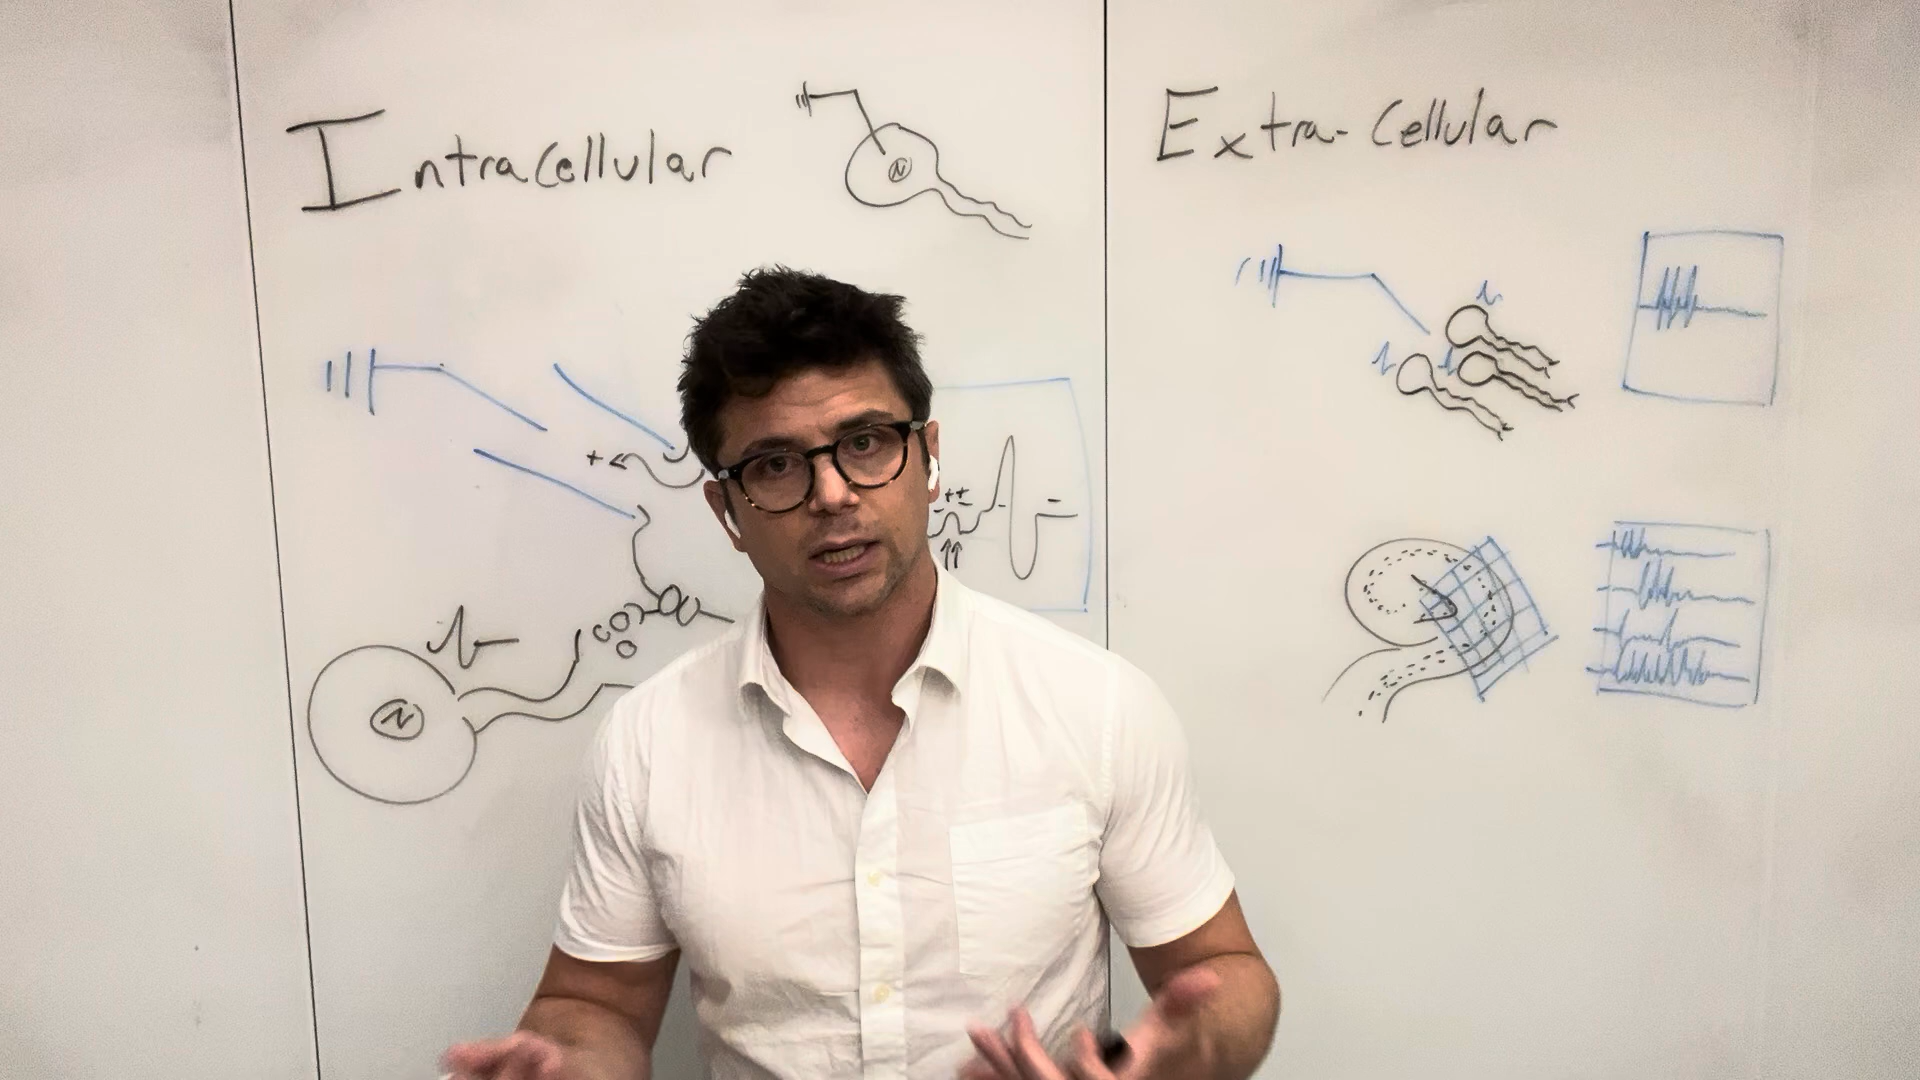 Intracellular
Extra-Cellular
N
+
++
- - -
N